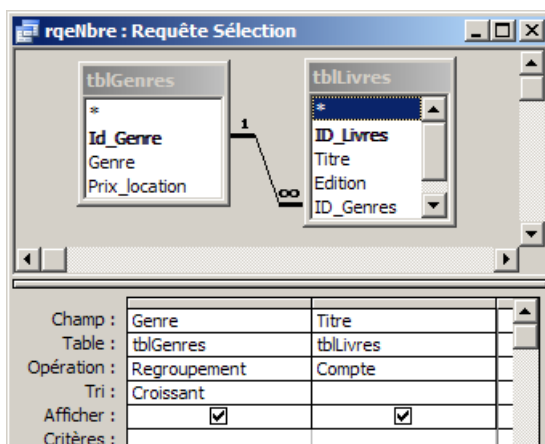 rqeNbre : Requête Sélection
tblGenres
*
Id_Genre
Genre
Prix_location
1
∞
tblLivres
*
ID_Livres
Titre
Edition
ID_Genres
Champ : Genre Titre
Table : tblGenres tblLivres
Opération : Regroupement Compte
Tri : Croissant
Afficher :
Critères :